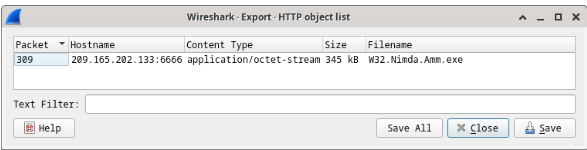 Wireshark · Export · HTTP object list
Packet Hostname Content Type Size Filename
309 209.165.202.133:6666 application/octet-stream 345 kB W32.Nimda.Amm.exe
Text Filter:
Help Save All Close Save